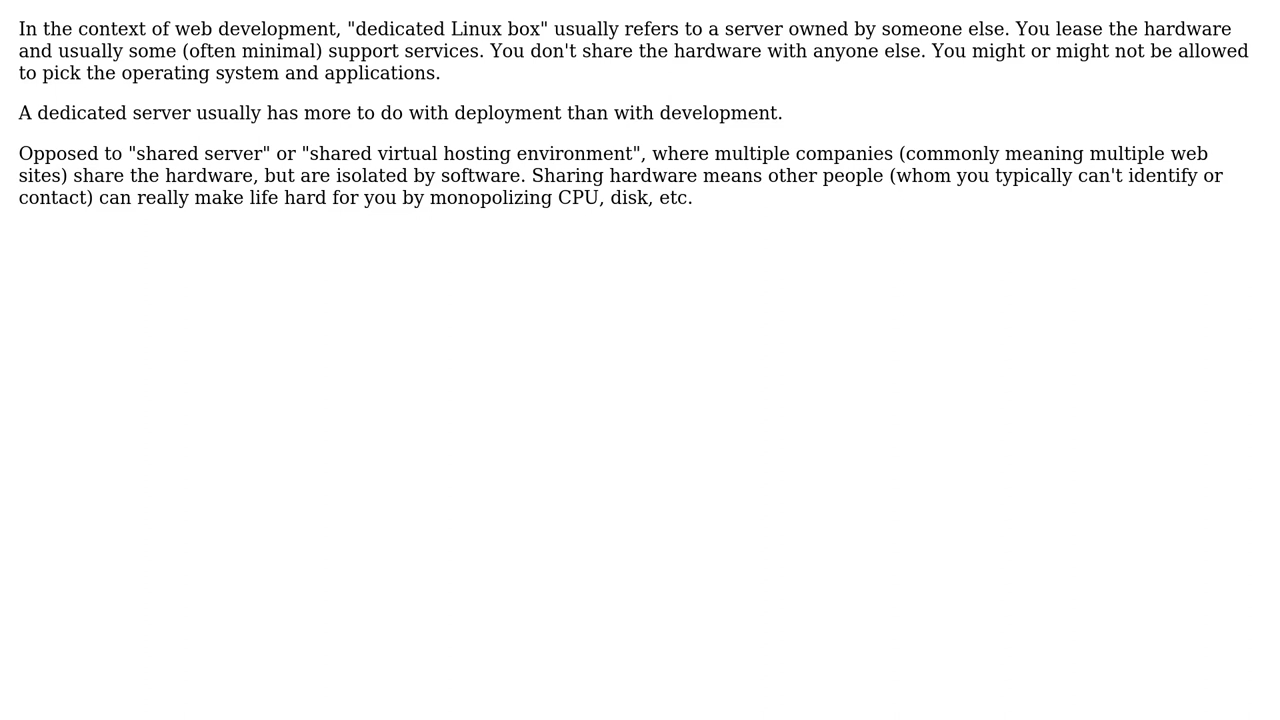 In the context of web development, "dedicated Linux box" usually refers to a server owned by someone else. You lease the hardware
and usually some (often minimal) support services. You don't share the hardware with anyone else. You might or might not be allowed
to pick the operating system and applications.
A dedicated server usually has more to do with deployment than with development.
Opposed to "shared server" or "shared virtual hosting environment", where multiple companies (commonly meaning multiple web
sites) share the hardware, but are isolated by software. Sharing hardware means other people (whom you typically can't identify or
contact) can really make life hard for you by monopolizing CPU, disk, etc.